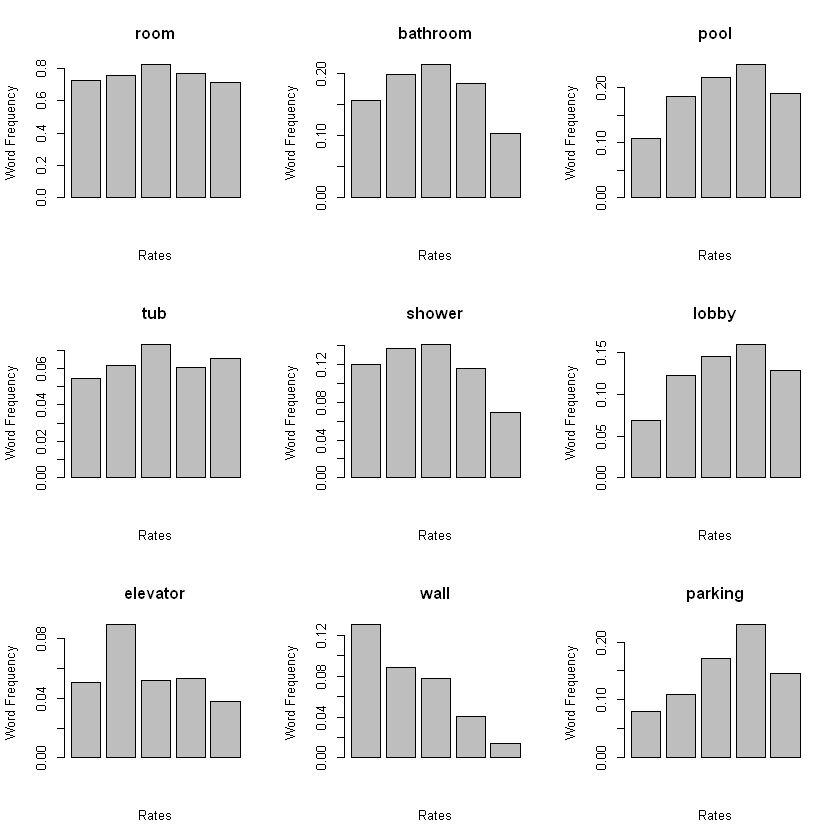 room
Word Frequency
0.0 0.2 0.4 0.6 0.8
Rates
bathroom
Word Frequency
0.00 0.10 0.20
Rates
pool
Word Frequency
0.00 0.10 0.20
Rates
tub
Word Frequency
0.00 0.02 0.04 0.06
Rates
shower
Word Frequency
0.00 0.04 0.08 0.12
Rates
lobby
Word Frequency
0.00 0.05 0.10 0.15
Rates
elevator
Word Frequency
0.00 0.04 0.08
Rates
wall
Word Frequency
0.00 0.04 0.08 0.12
Rates
parking
Word Frequency
0.00 0.10 0.20
Rates